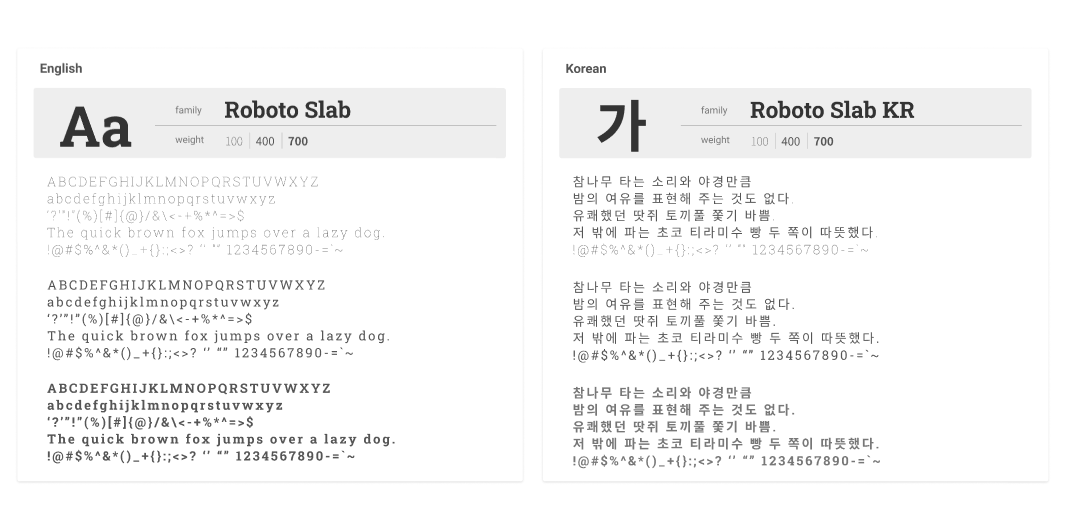 English
Aa
family Roboto Slab
weight 100 400 700
ABCDEFGHIJKLMNOPQRSTUVWXYZ
abcdefghijklmnopqrstuvwxyz
‘?’“!”(%)[#]{@}/&\<-+%*^=>$
The quick brown fox jumps over a lazy dog.
!@#$%^&*()_+{}:;<>? ‘’ “” 1234567890-=`~
ABCDEFGHIJKLMNOPQRSTUVWXYZ
abcdefghijklmnopqrstuvwxyz
‘?’“!”(%)[#]{@}/&\<-+%*^=>$
The quick brown fox jumps over a lazy dog.
!@#$%^&*()_+{}:;<>? ‘’ “” 1234567890-=`~
ABCDEFGHIJKLMNOPQRSTUVWXYZ
abcdefghijklmnopqrstuvwxyz
‘?’“!”(%)[#]{@}/&\<-+%*^=>$
The quick brown fox jumps over a lazy dog.
!@#$%^&*()_+{}:;<>? ‘’ “” 1234567890-=`~
Korean
가
family Roboto Slab KR
weight 100 400 700
참나무 타는 소리와 야경만큼
밤의 여유를 표현해 주는 것도 없다.
유쾌했던 땃쥐 토끼풀 쫓기 바쁨.
저 밖에 파는 초코 티라미수 빵 두 쪽이 따뜻했다.
!@#$%^&*()_+{}:;<>? ‘’ “” 1234567890-=`~
참나무 타는 소리와 야경만큼
밤의 여유를 표현해 주는 것도 없다.
유쾌했던 땃쥐 토끼풀 쫓기 바쁨.
저 밖에 파는 초코 티라미수 빵 두 쪽이 따뜻했다.
!@#$%^&*()_+{}:;<>? ‘’ “” 1234567890-=`~
참나무 타는 소리와 야경만큼
밤의 여유를 표현해 주는 것도 없다.
유쾌했던 땃쥐 토끼풀 쫓기 바쁨.
저 밖에 파는 초코 티라미수 빵 두 쪽이 따뜻했다.
!@#$%^&*()_+{}:;<>? ‘’ “” 1234567890-=`~